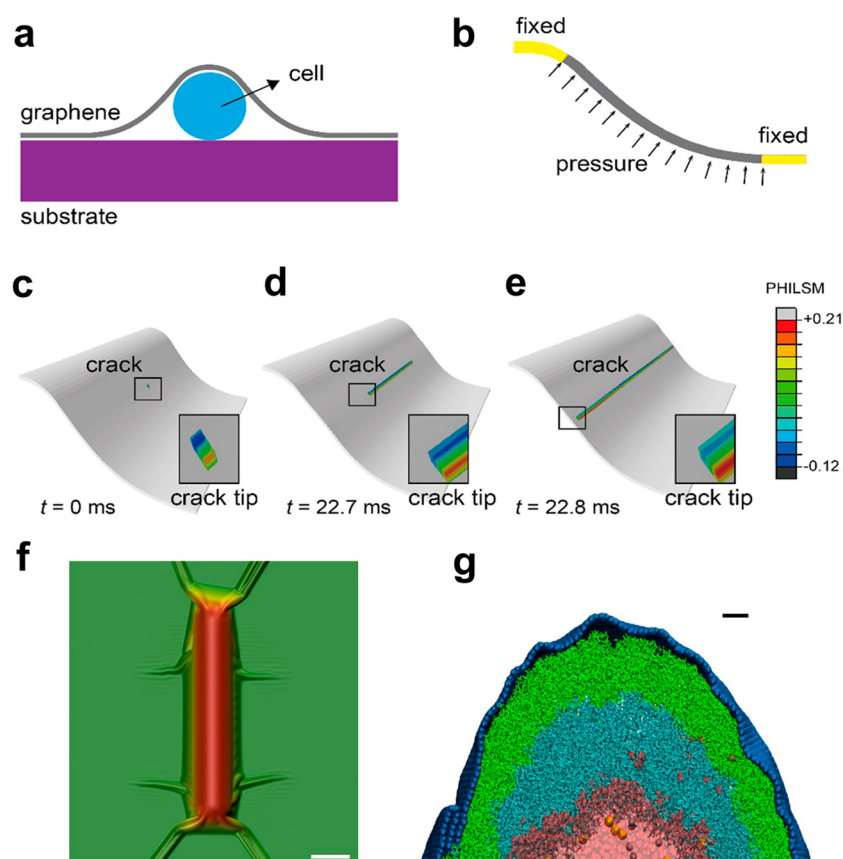 a
cell
graphene
substrate
b
fixed
fixed
pressure
c
crack
crack tip
t = 0 ms
d
crack
crack tip
t = 22.7 ms
e
crack
crack tip
t = 22.8 ms
PHILSM
+0.21
-0.12
f
g